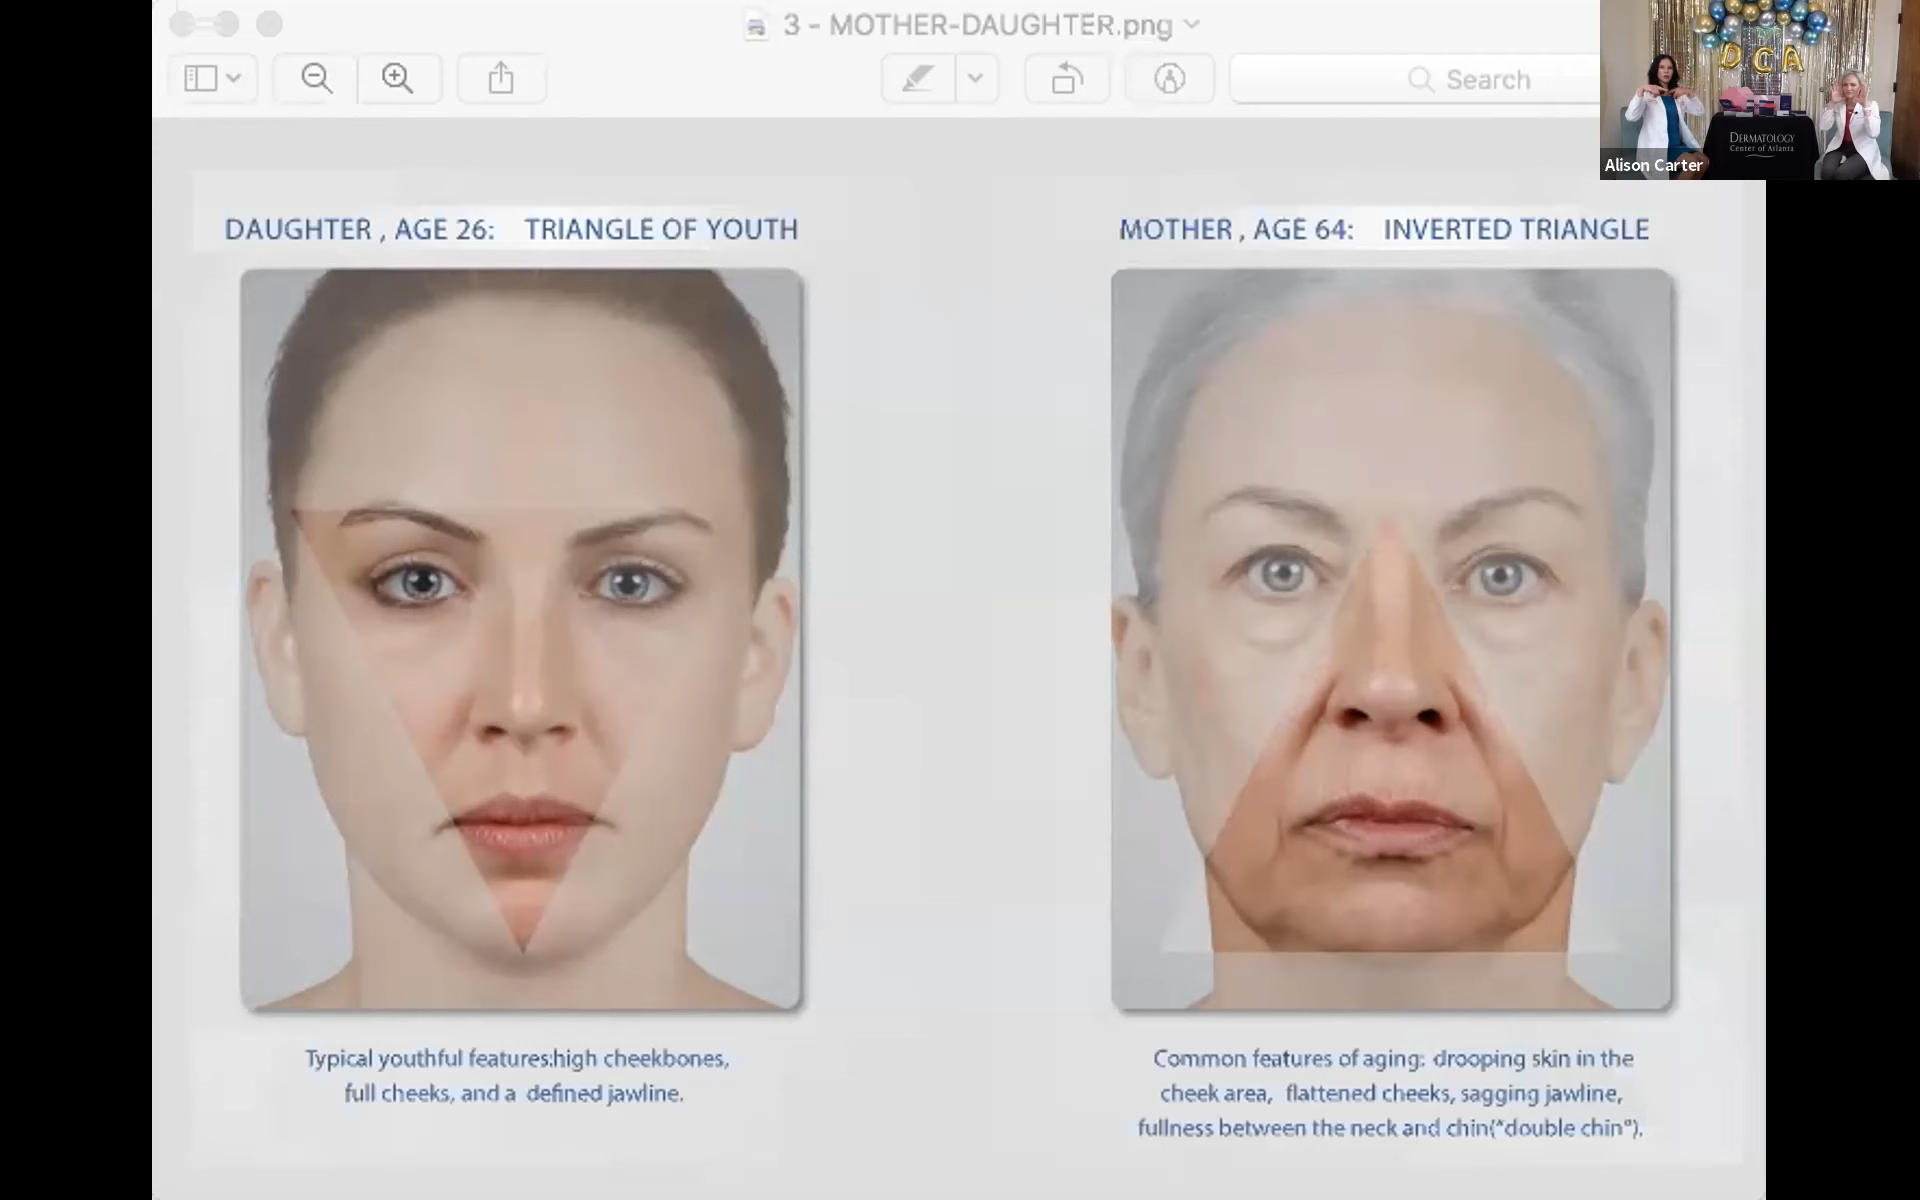 3 - MOTHER-DAUGHTER.png
Search
DCA
DERMATOLOGY
Center of Atlanta
Alison Carter
DAUGHTER , AGE 26: TRIANGLE OF YOUTH
MOTHER , AGE 64: INVERTED TRIANGLE
Typical youthful features:high cheekbones,
full cheeks, and a defined jawline.
Common features of aging: drooping skin in the
cheek area, flattened cheeks, sagging jawline,
fullness between the neck and chin("double chin").